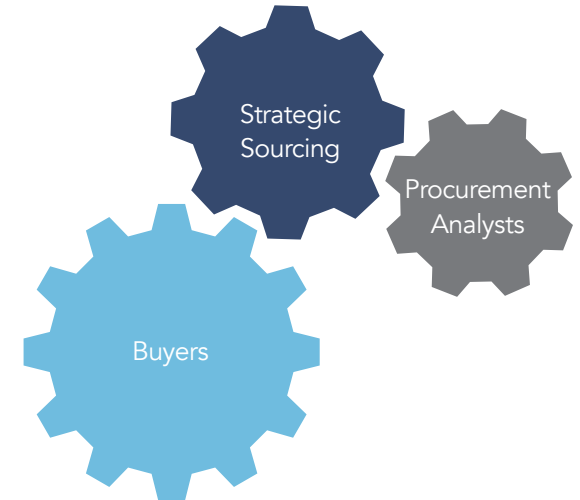 Strategic
Sourcing
Procurement
Analysts
Buyers